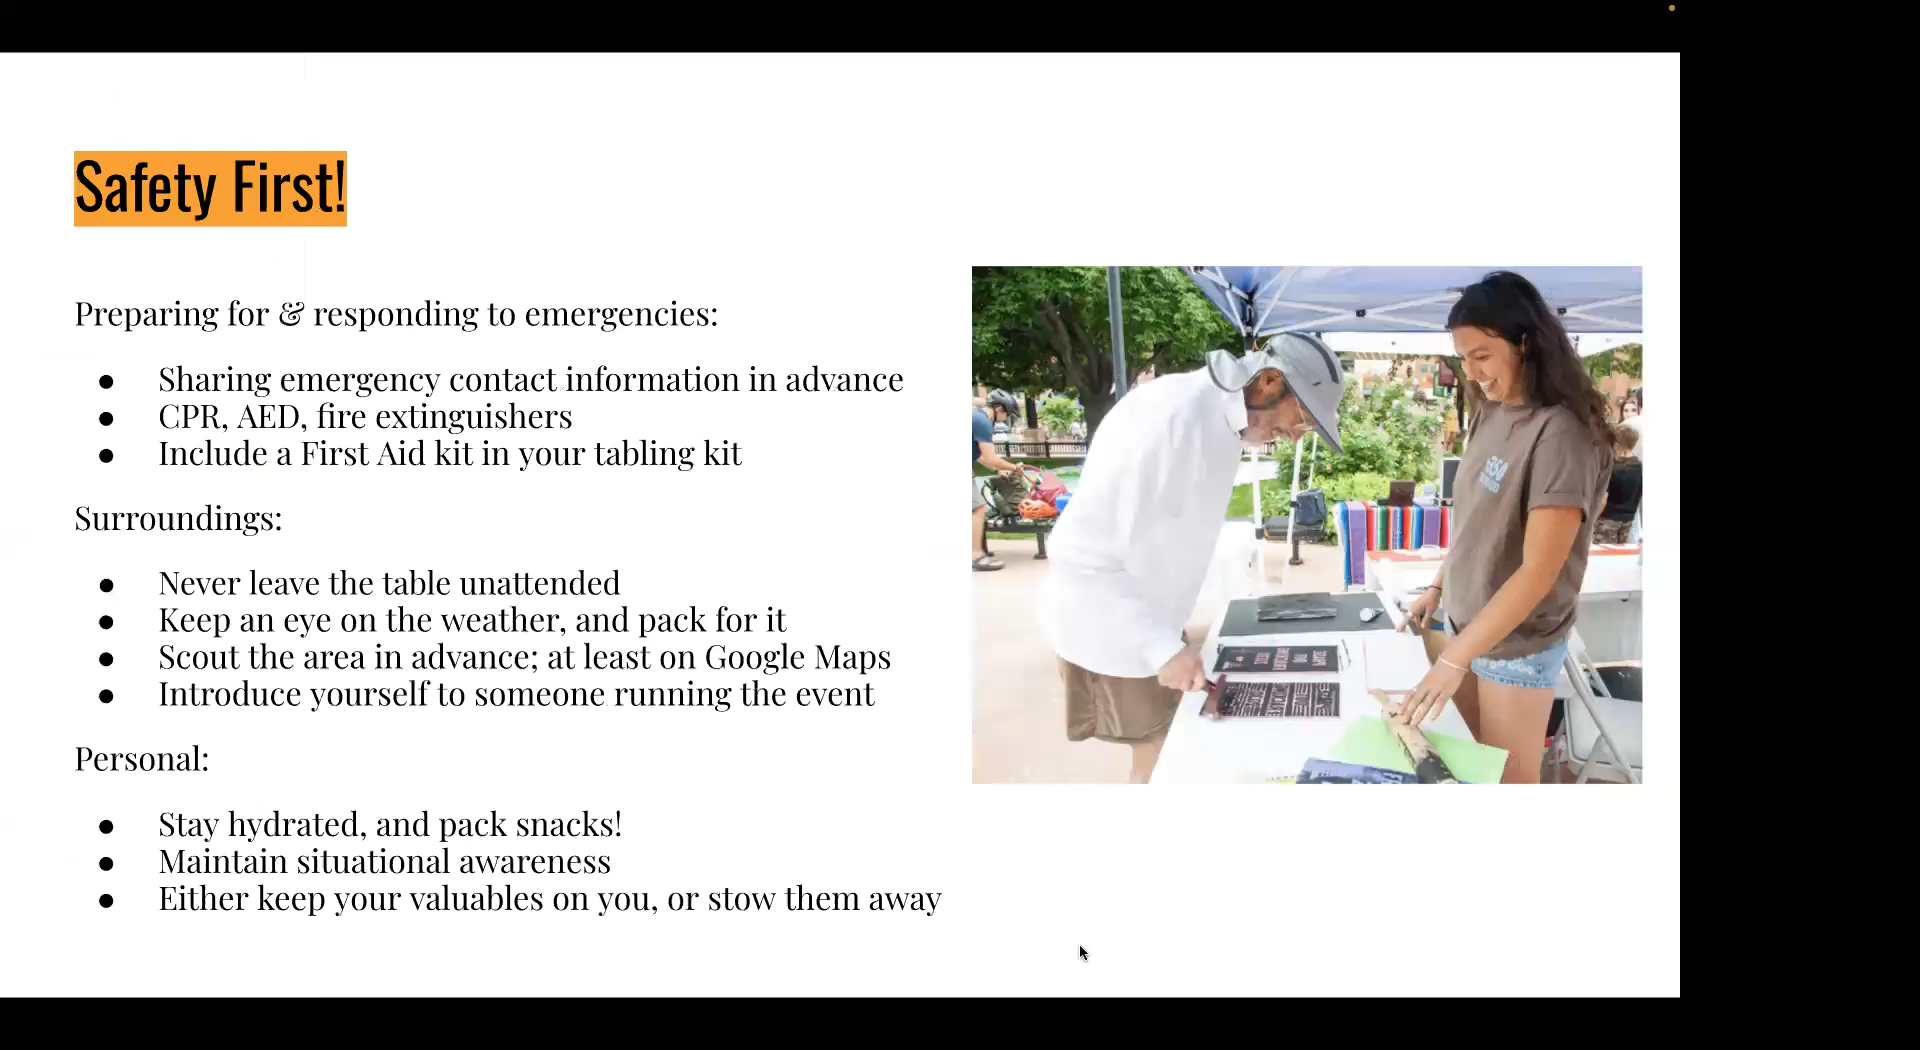 Safety First!
Preparing for & responding to emergencies:
● Sharing emergency contact information in advance
● CPR, AED, fire extinguishers
● Include a First Aid kit in your tabling kit
Surroundings:
● Never leave the table unattended
● Keep an eye on the weather, and pack for it
● Scout the area in advance; at least on Google Maps
● Introduce yourself to someone running the event
Personal:
● Stay hydrated, and pack snacks!
● Maintain situational awareness
● Either keep your valuables on you, or stow them away